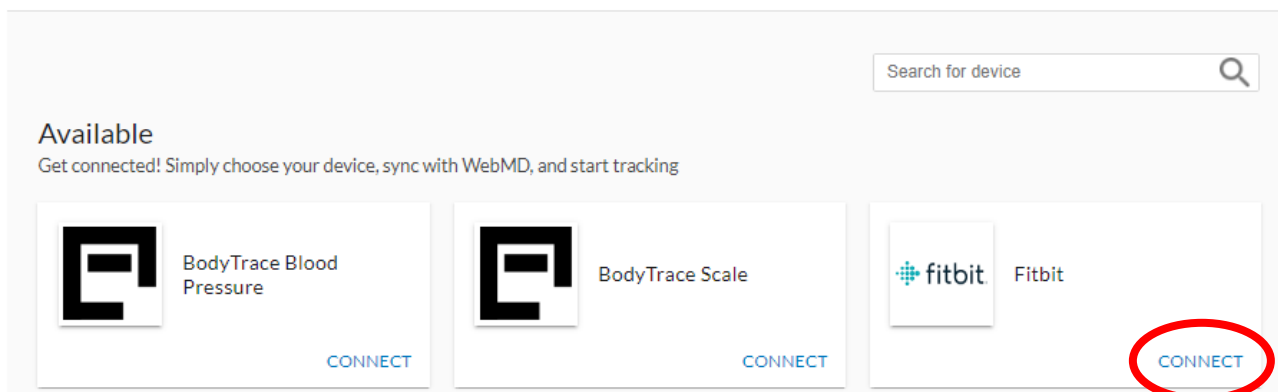 Search for device
Available
Get connected! Simply choose your device, sync with WebMD, and start tracking
BodyTrace Blood
Pressure
CONNECT
BodyTrace Scale
CONNECT
fitbit
Fitbit
CONNECT